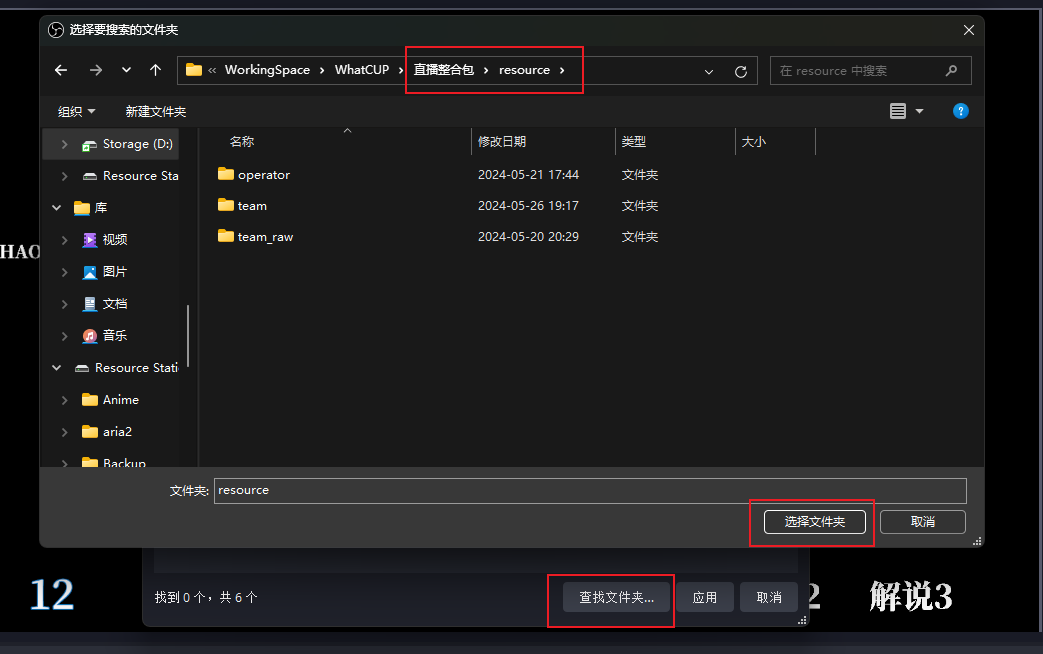 选择要搜索的文件夹
« WorkingSpace › WhatCUP › 直播整合包 › resource ›
在 resource 中搜索
组织 新建文件夹
?
名称 修改日期 类型 大小
Storage (D:)
operator 2024-05-21 17:44 文件夹
Resource Sta
team 2024-05-26 19:17 文件夹
库
team_raw 2024-05-20 20:29 文件夹
视频
HAO
图片
文档
音乐
Resource Stati
Anime
aria2
Backup
文件夹: resource
选择文件夹 取消
找到 0 个，共 6 个 查找文件夹... 应用 取消
12 2 解说3